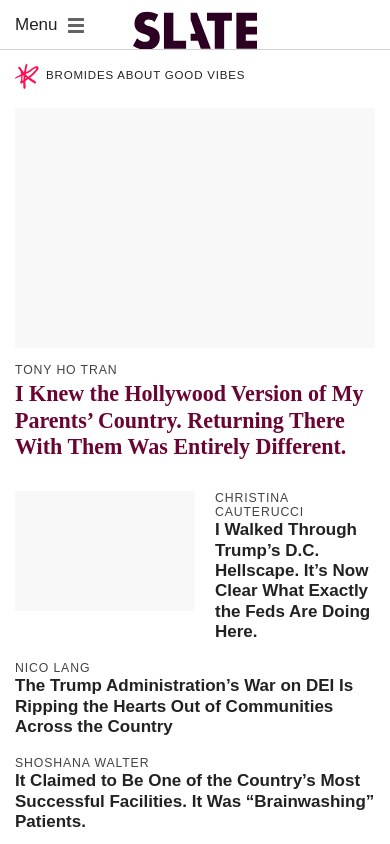 Menu
SLATE
BROMIDES ABOUT GOOD VIBES
TONY HO TRAN
I Knew the Hollywood Version of My
Parents’ Country. Returning There
With Them Was Entirely Different.
CHRISTINA
CAUTERUCCI
I Walked Through
Trump’s D.C.
Hellscape. It’s Now
Clear What Exactly
the Feds Are Doing
Here.
NICO LANG
The Trump Administration’s War on DEI Is
Ripping the Hearts Out of Communities
Across the Country
SHOSHANA WALTER
It Claimed to Be One of the Country’s Most
Successful Facilities. It Was “Brainwashing”
Patients.